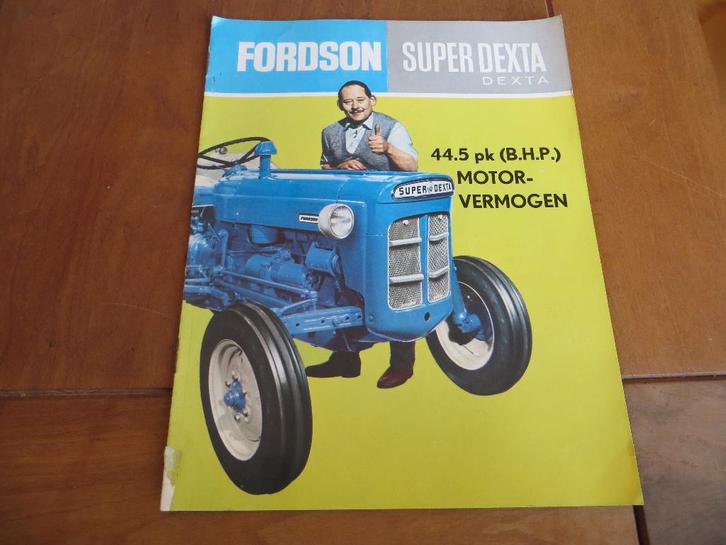 FORDSON SUPER DEXTA
DEXTA
44.5 pk (B.H.P.)
MOTOR-
VERMOGEN
SUPER DEXTA
FORDSON